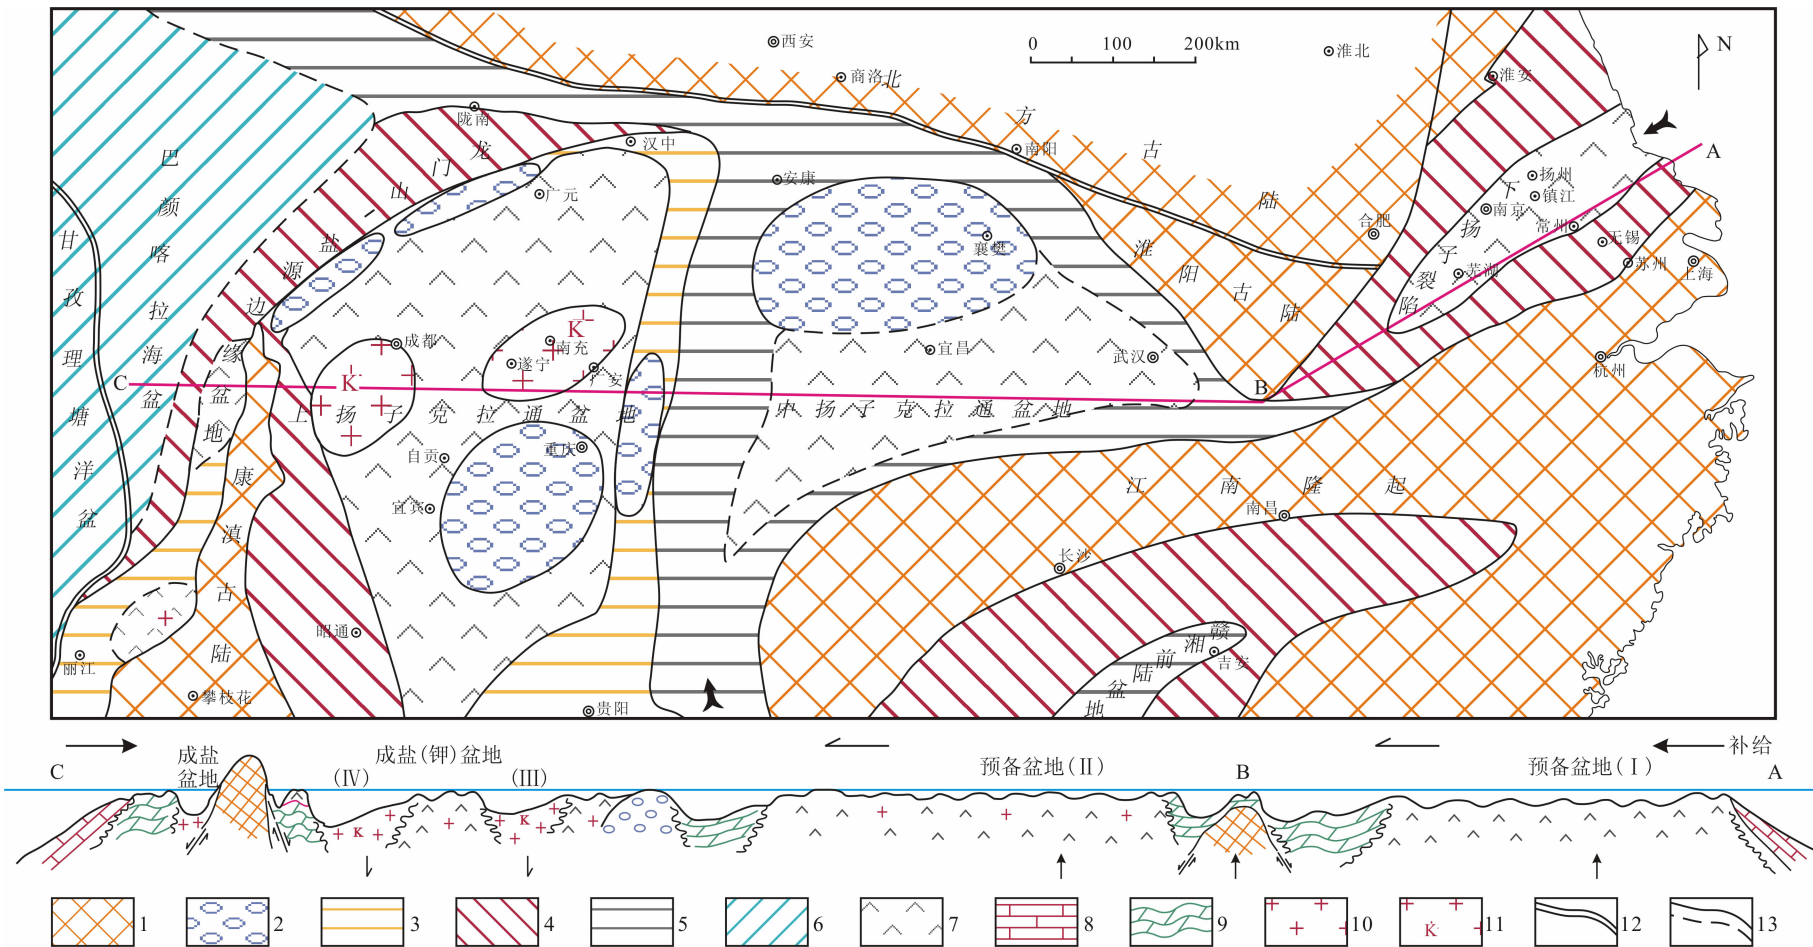 西安
0 100 200km
淮北
N
商洛
淮安
北方古陆
陇南
汉中
南阳
A
巴颜喀拉海盆
龙门山
安康
扬州
镇江
南京
常州
无锡
苏州
上海
合肥
芜湖
下扬子裂陷
广元
襄樊
淮阳古陆
甘孜理塘洋盆
盐源边缘盆地
成都
K
南充
遂宁
广安
K
宜昌
武汉
杭州
C
B
上扬子克拉通盆地
中扬子克拉通盆地
自贡
重庆
宜宾
康滇古陆
江南隆起
南昌
长沙
昭通
丽江
攀枝花
贵阳
湘赣前陆盆地
吉安
成盐盆地
成盐(钾)盆地
补给
C
(IV)
(III)
预备盆地(II)
B
预备盆地(I)
A
K
K
1 2 3 4 5 6 7 8 9 10 K 11 12 13